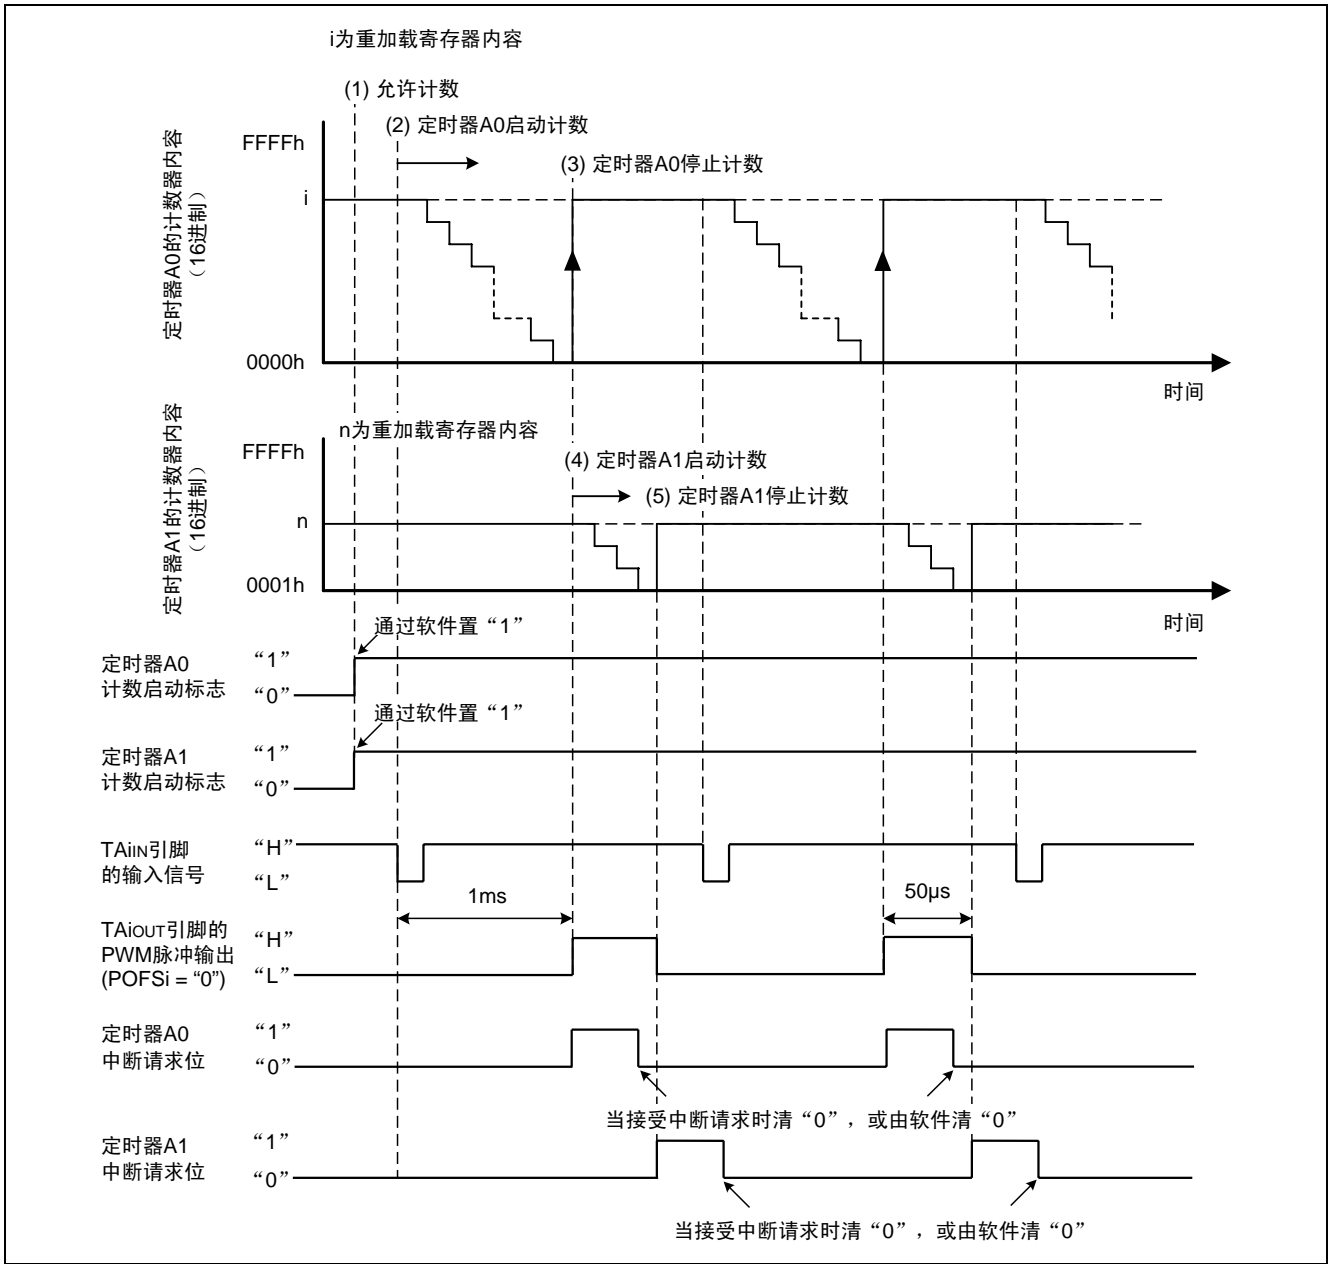 i为重加载寄存器内容
(1) 允许计数
(2) 定时器A0启动计数
(3) 定时器A0停止计数
定时器A0的计数器内容
（16进制）
FFFFh
i
0000h
时间
n为重加载寄存器内容
(4) 定时器A1启动计数
(5) 定时器A1停止计数
定时器A1的计数器内容
（16进制）
FFFFh
n
0001h
时间
通过软件置“1”
定时器A0
计数启动标志
“1”
“0”
通过软件置“1”
定时器A1
计数启动标志
“1”
“0”
TAiIN引脚
的输入信号
“H”
“L”
1ms
50μs
TAiOUT引脚的
PWM脉冲输出
(POFSi = “0”)
“H”
“L”
定时器A0
中断请求位
“1”
“0”
当接受中断请求时清“0”，或由软件清“0”
定时器A1
中断请求位
“1”
“0”
当接受中断请求时清“0”，或由软件清“0”